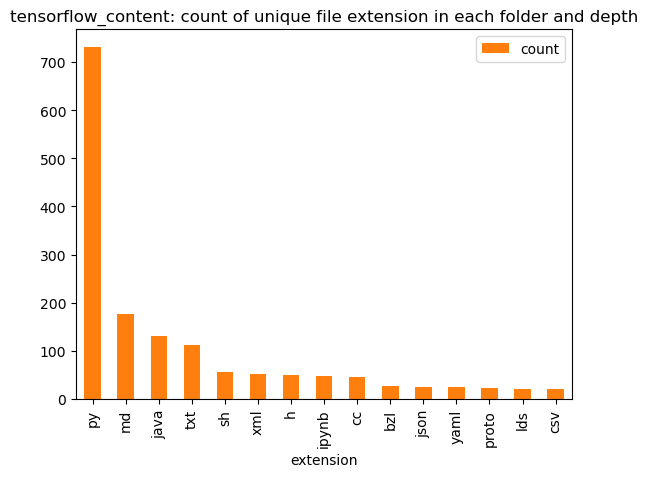 tensorflow_content: count of unique file extension in each folder and depth
count
700
600
500
400
300
200
100
0
py
md
java
txt
sh
xml
h
ipynb
cc
bzl
json
yaml
proto
lds
csv
extension